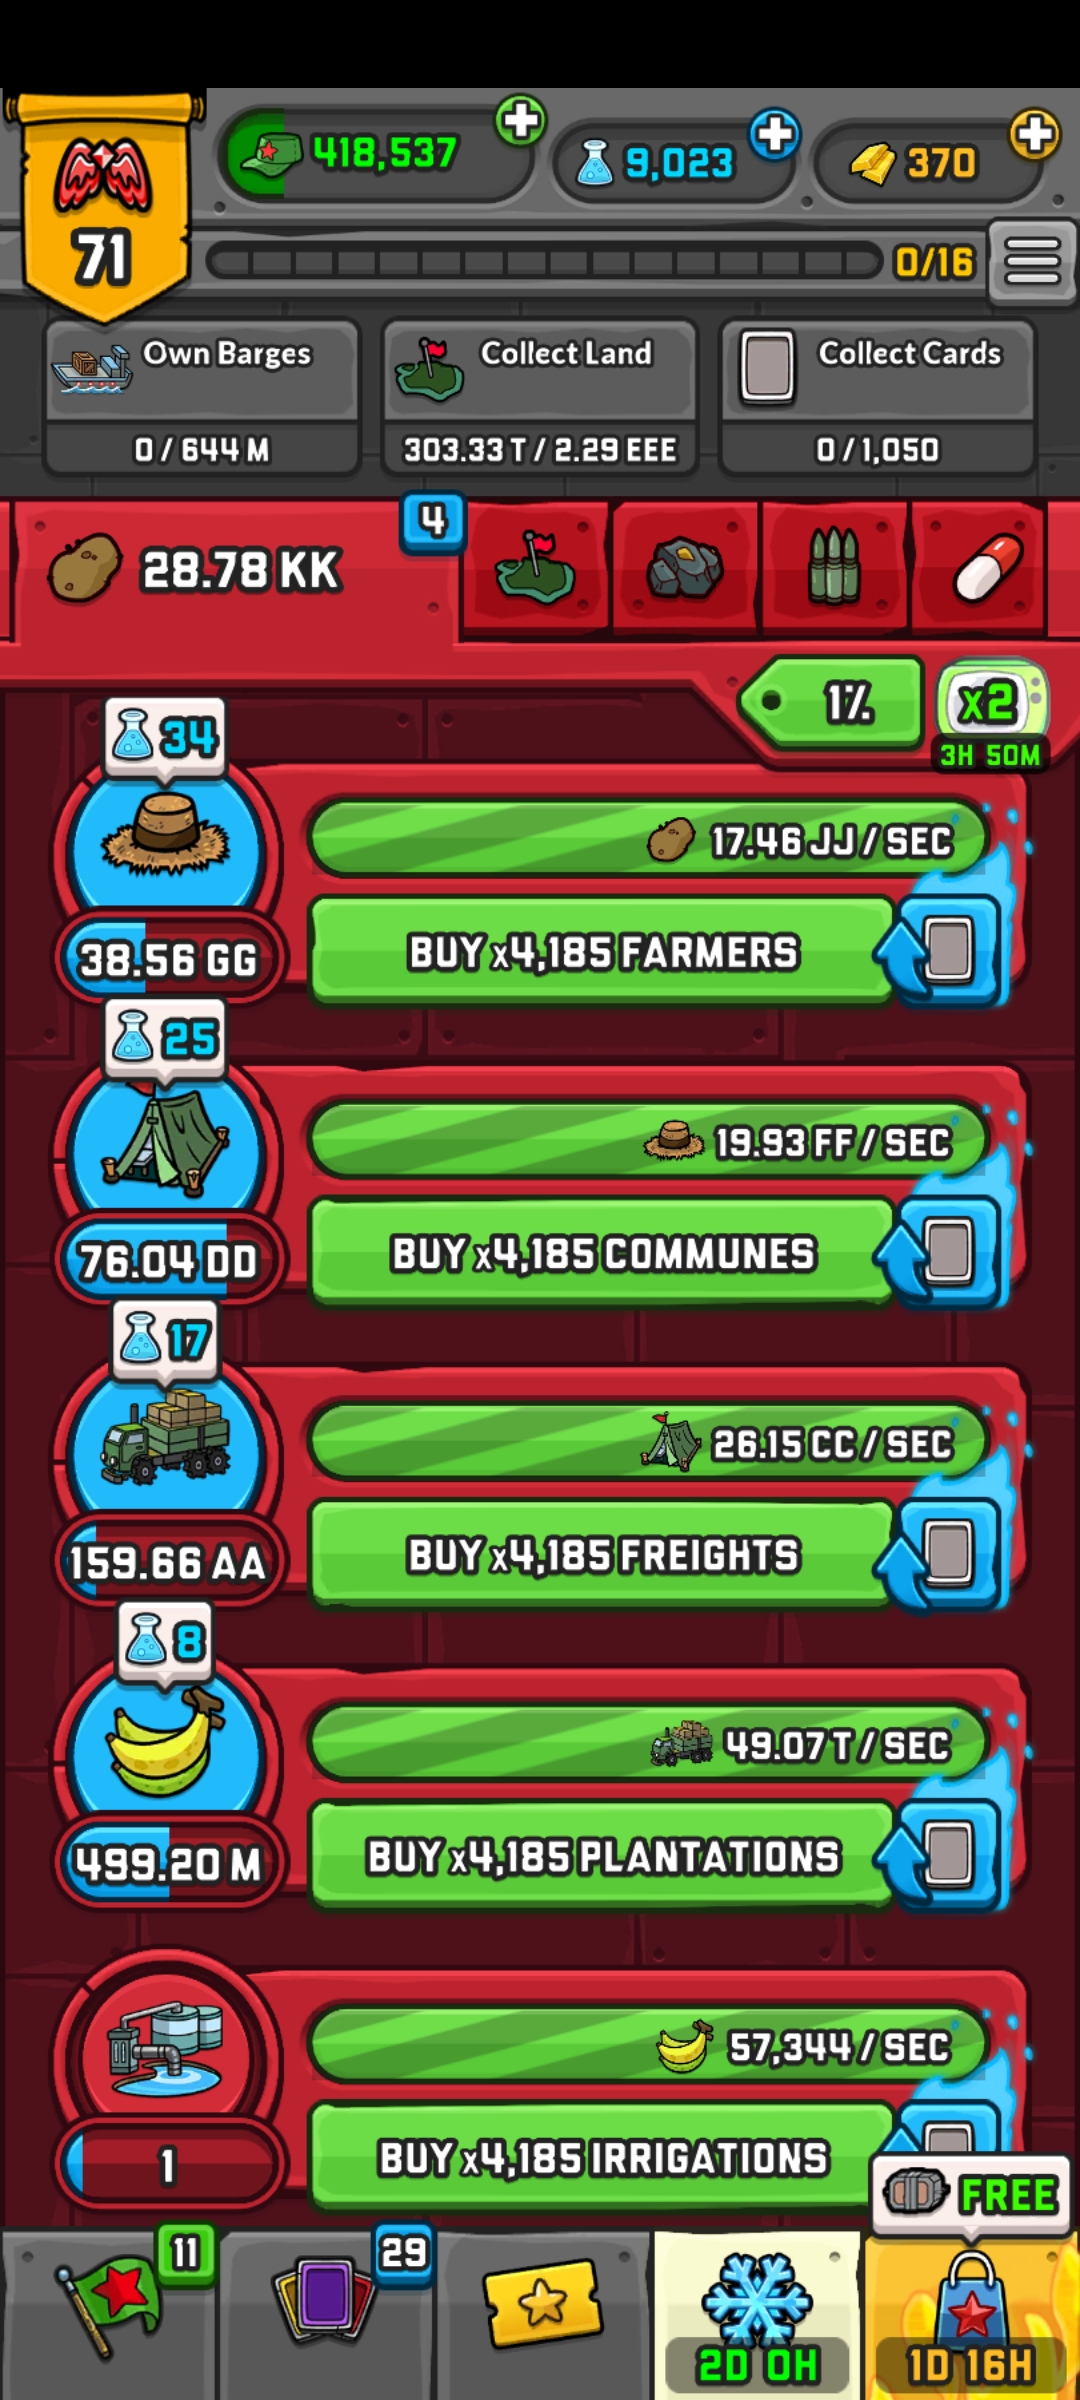 418,537
9,023
370
71
0/16
Own Barges
0 / 644 M
Collect Land
303.33 T / 2.29 EEE
Collect Cards
0 / 1,050
28.78 KK
4
1%
x2
3H 50M
34
17.46 JJ / SEC
38.56 GG
BUY x4,185 FARMERS
25
19.93 FF / SEC
76.04 DD
BUY x4,185 COMMUNES
17
26.15 CC / SEC
159.66 AA
BUY x4,185 FREIGHTS
8
49.07 T / SEC
499.20 M
BUY x4,185 PLANTATIONS
57,344 / SEC
1
BUY x4,185 IRRIGATIONS
FREE
11
29
2D 0H
1D 16H